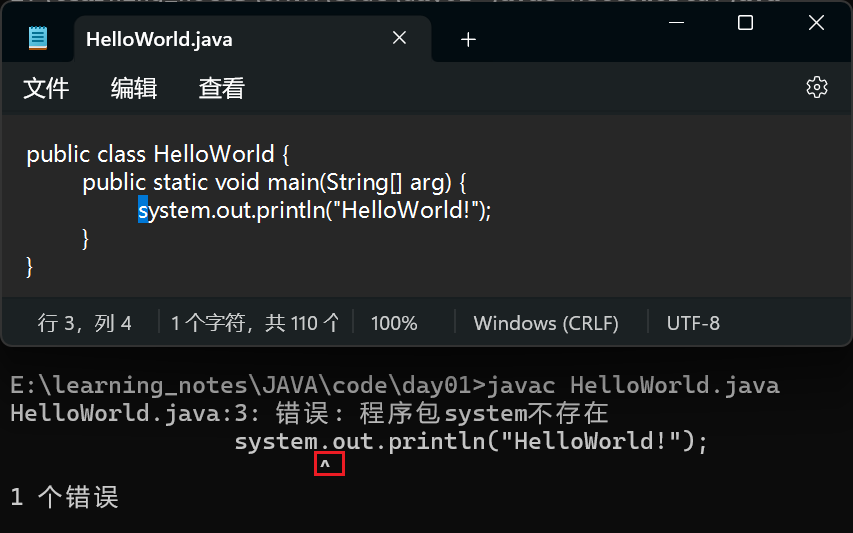 HelloWorld.java
文件 编辑 查看
public class HelloWorld {
public static void main(String[] arg) {
system.out.println("HelloWorld!");
}
}
行 3，列 4 1 个字符，共 110 个 100% Windows (CRLF) UTF-8
E:\learning_notes\JAVA\code\day01>javac HelloWorld.java
HelloWorld.java:3: 错误: 程序包system不存在
system.out.println("HelloWorld!");
^
1 个错误